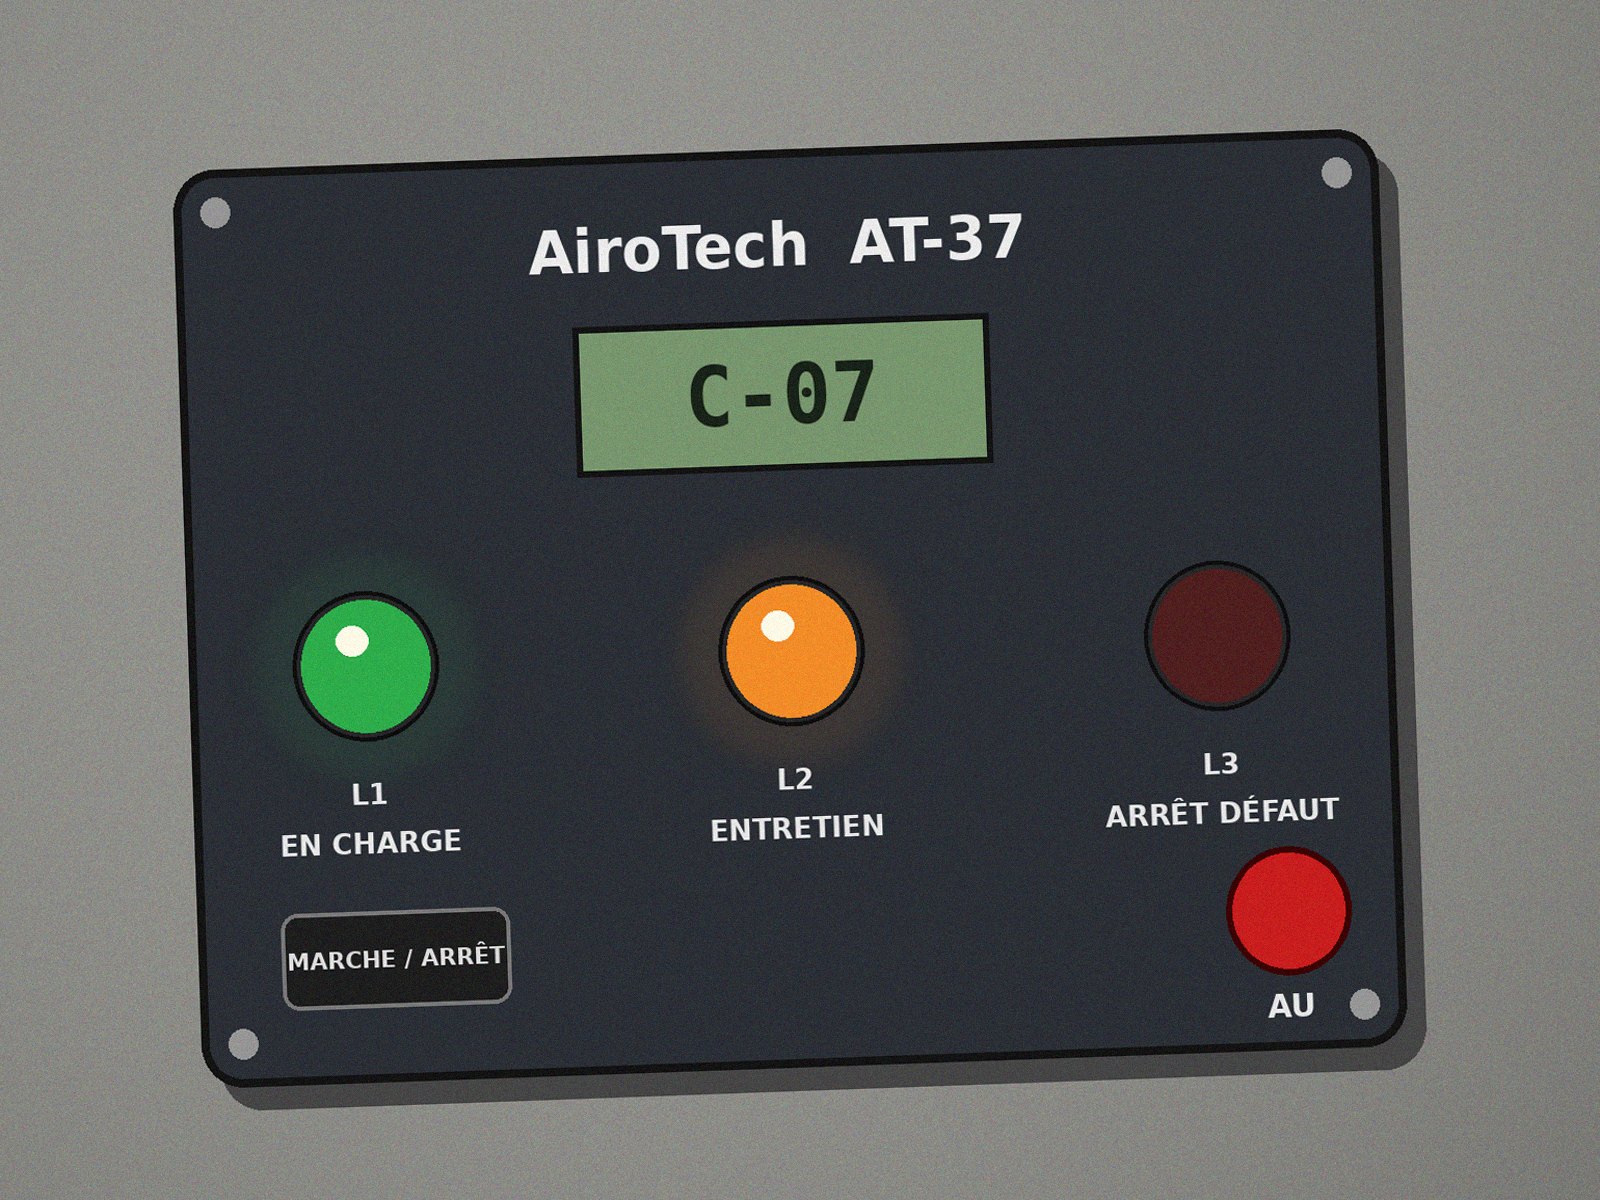 AiroTech AT-37
C-07
L1
EN CHARGE
L2
ENTRETIEN
L3
ARRÊT DÉFAUT
MARCHE / ARRÊT
AU